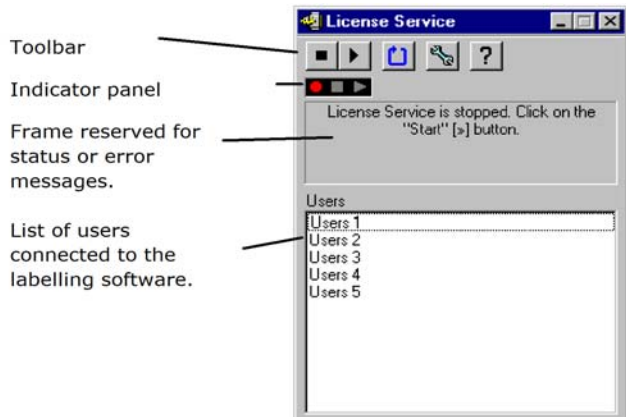 License Service
Toolbar
?
Indicator panel
Frame reserved for
status or error
messages.
License Service is stopped. Click on the
"Start" [»] button.
List of users
connected to the
labelling software.
Users
Users 1
Users 2
Users 3
Users 4
Users 5